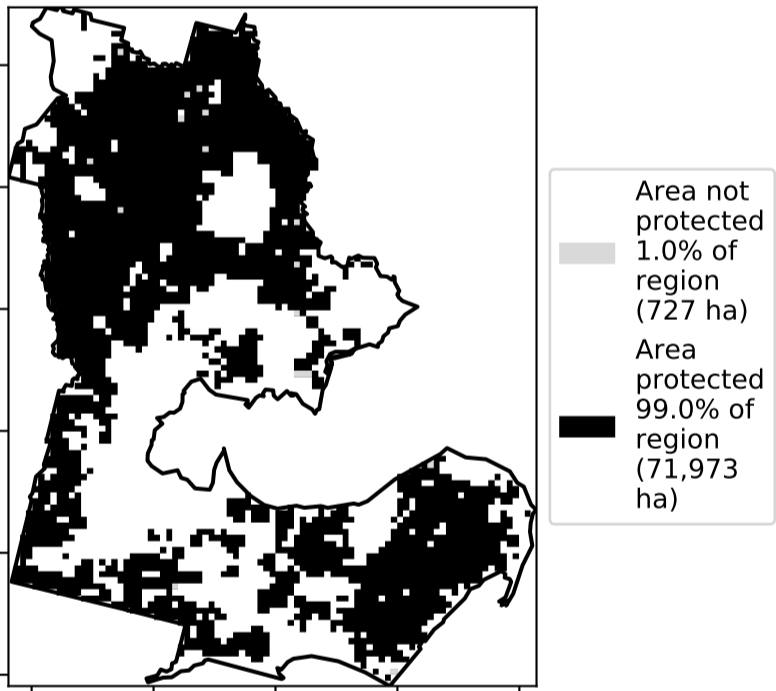 Area not
protected
1.0% of
region
(727 ha)
Area
protected
99.0% of
region
(71,973
ha)